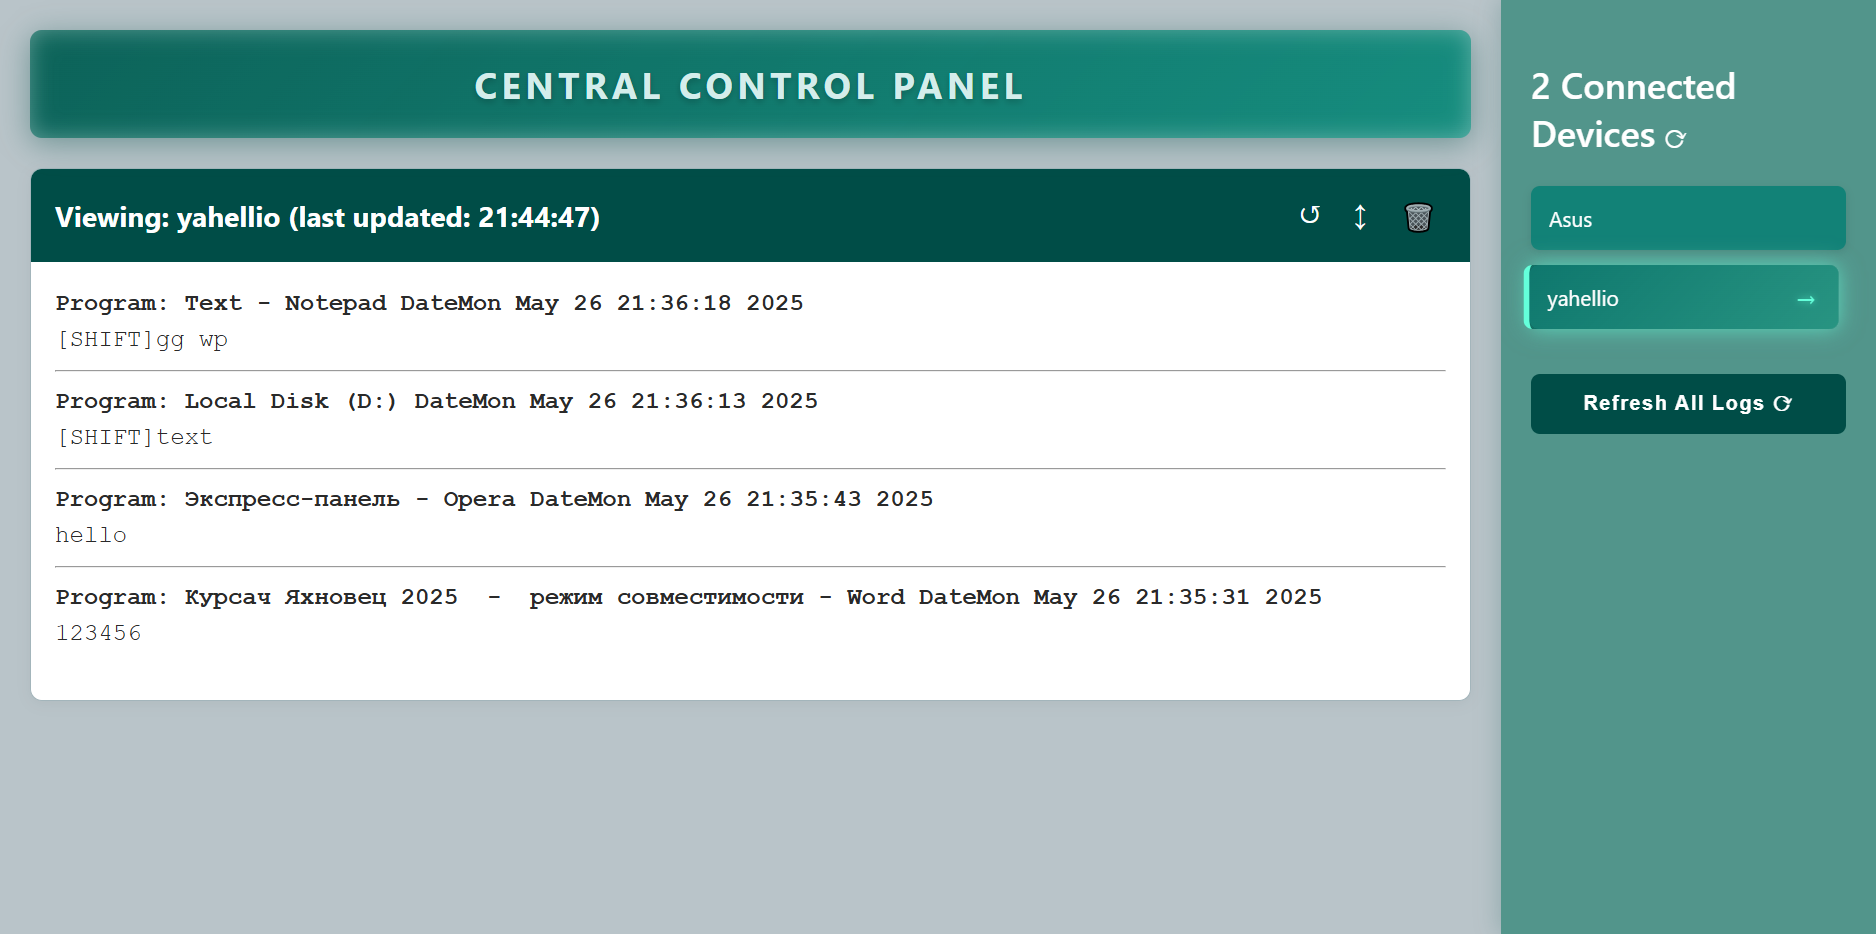 CENTRAL CONTROL PANEL
Viewing: yahellio (last updated: 21:44:47)
Program: Text - Notepad DateMon May 26 21:36:18 2025
[SHIFT]gg wp
Program: Local Disk (D:) DateMon May 26 21:36:13 2025
[SHIFT]text
Program: Экспресс-панель - Opera DateMon May 26 21:35:43 2025
hello
Program: Курсач Яхновец 2025  -  режим совместимости - Word DateMon May 26 21:35:31 2025
123456
2 Connected
Devices ⟳
Asus
yahellio →
Refresh All Logs ⟳